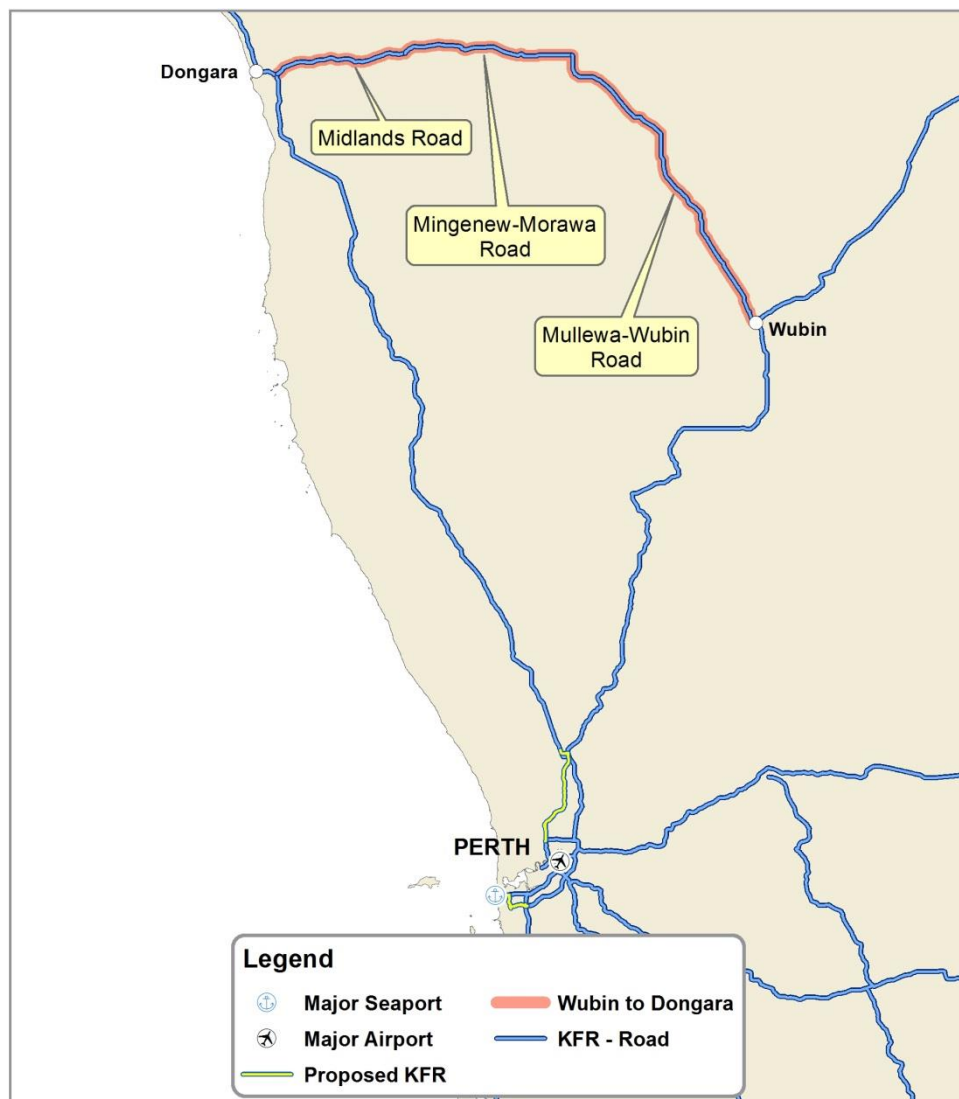 Dongara
Midlands Road
Mingenew-Morawa
Road
Mullewa-Wubin
Road
Wubin
PERTH
Legend
Major Seaport
Wubin to Dongara
Major Airport
KFR - Road
Proposed KFR